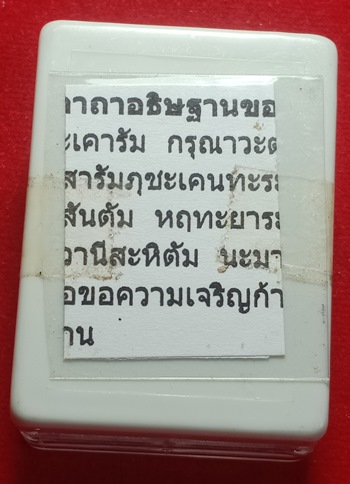 าถาอธิษฐานขอ
ะเคารัม กรุณาวะต
สารัมภุชะเคนทะระ
สันตัม หฤทะยาระ
วานีสะหิตัม นะมา
อขอความเจริญก้า
าน